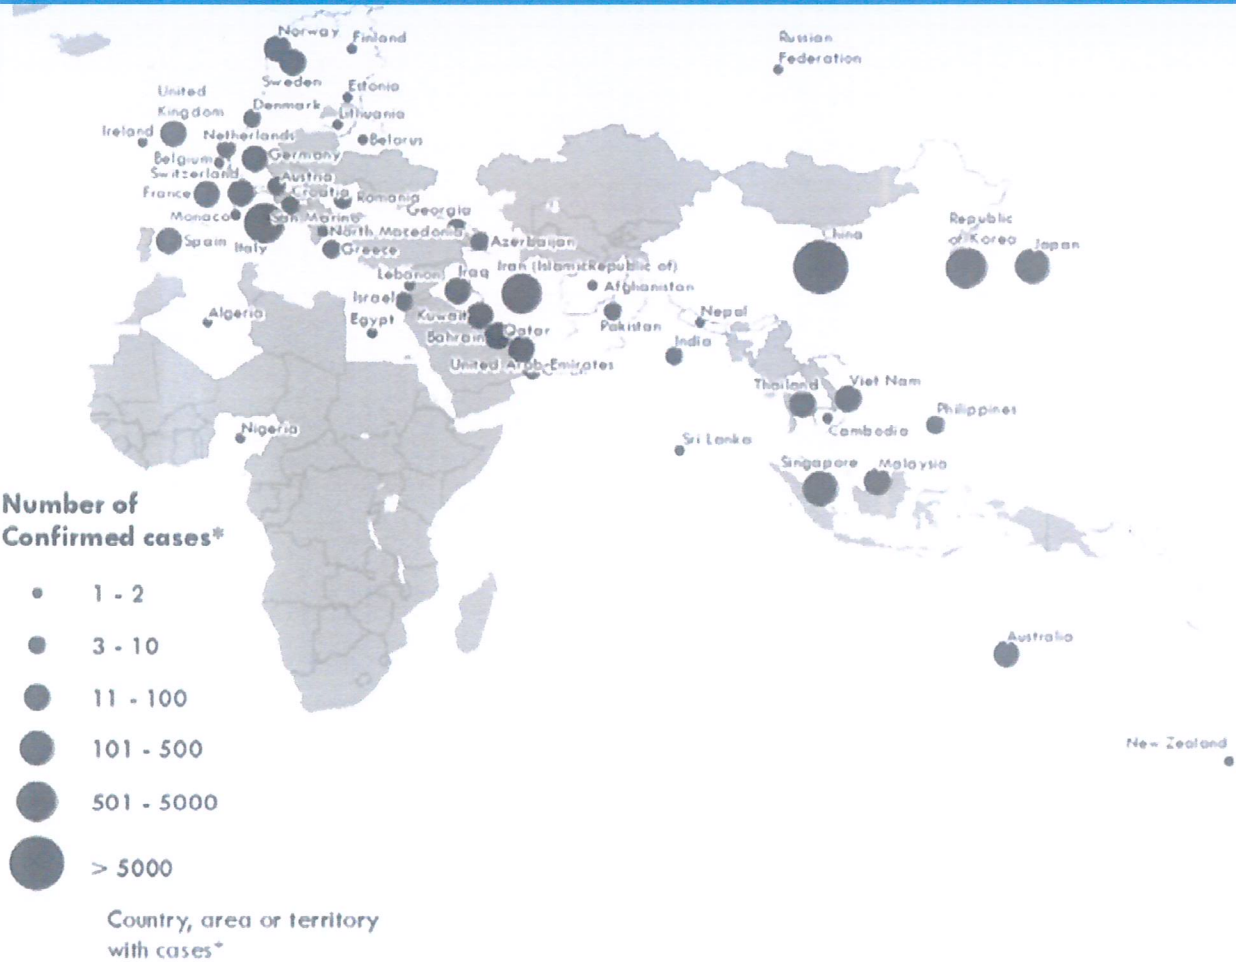 Norway
Finland
Russian
Federation
Sweden
United
Kingdom
Estonia
Denmark
Lithuania
Ireland
Netherlands
Belarus
Belgium
Germany
Switzerland
Austria
France
Croatia
Romania
Monaco
San Marino
Georgia
North Macedonia
Azerbaijan
Spain
Italy
Greece
China
Republic
of Korea
Japan
Lebanon
Iraq
Iran (Islamic Republic of)
Afghanistan
Israel
Algeria
Egypt
Kuwait
Pakistan
Nepal
Bahrain
Qatar
India
United Arab Emirates
Thailand
Viet Nam
Philippines
Cambodia
Nigeria
Sri Lanka
Singapore
Malaysia
Australia
New Zealand
Number of
Confirmed cases*
1 - 2
3 - 10
11 - 100
101 - 500
501 - 5000
> 5000
Country, area or territory
with cases*